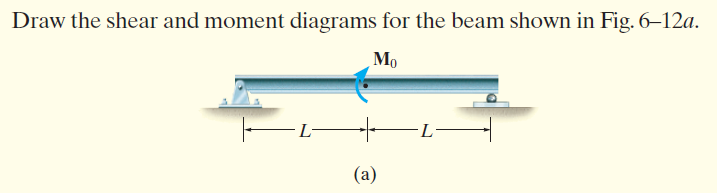 Draw the shear and moment diagrams for the beam shown in Fig. 6–12a.
M₀
L L
(a)